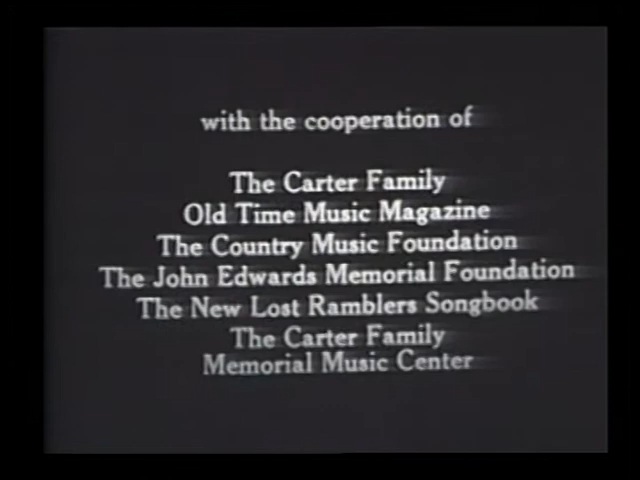 with the cooperation of
The Carter Family
Old Time Music Magazine
The Country Music Foundation
The John Edwards Memorial Foundation
The New Lost Ramblers Songbook
The Carter Family
Memorial Music Center